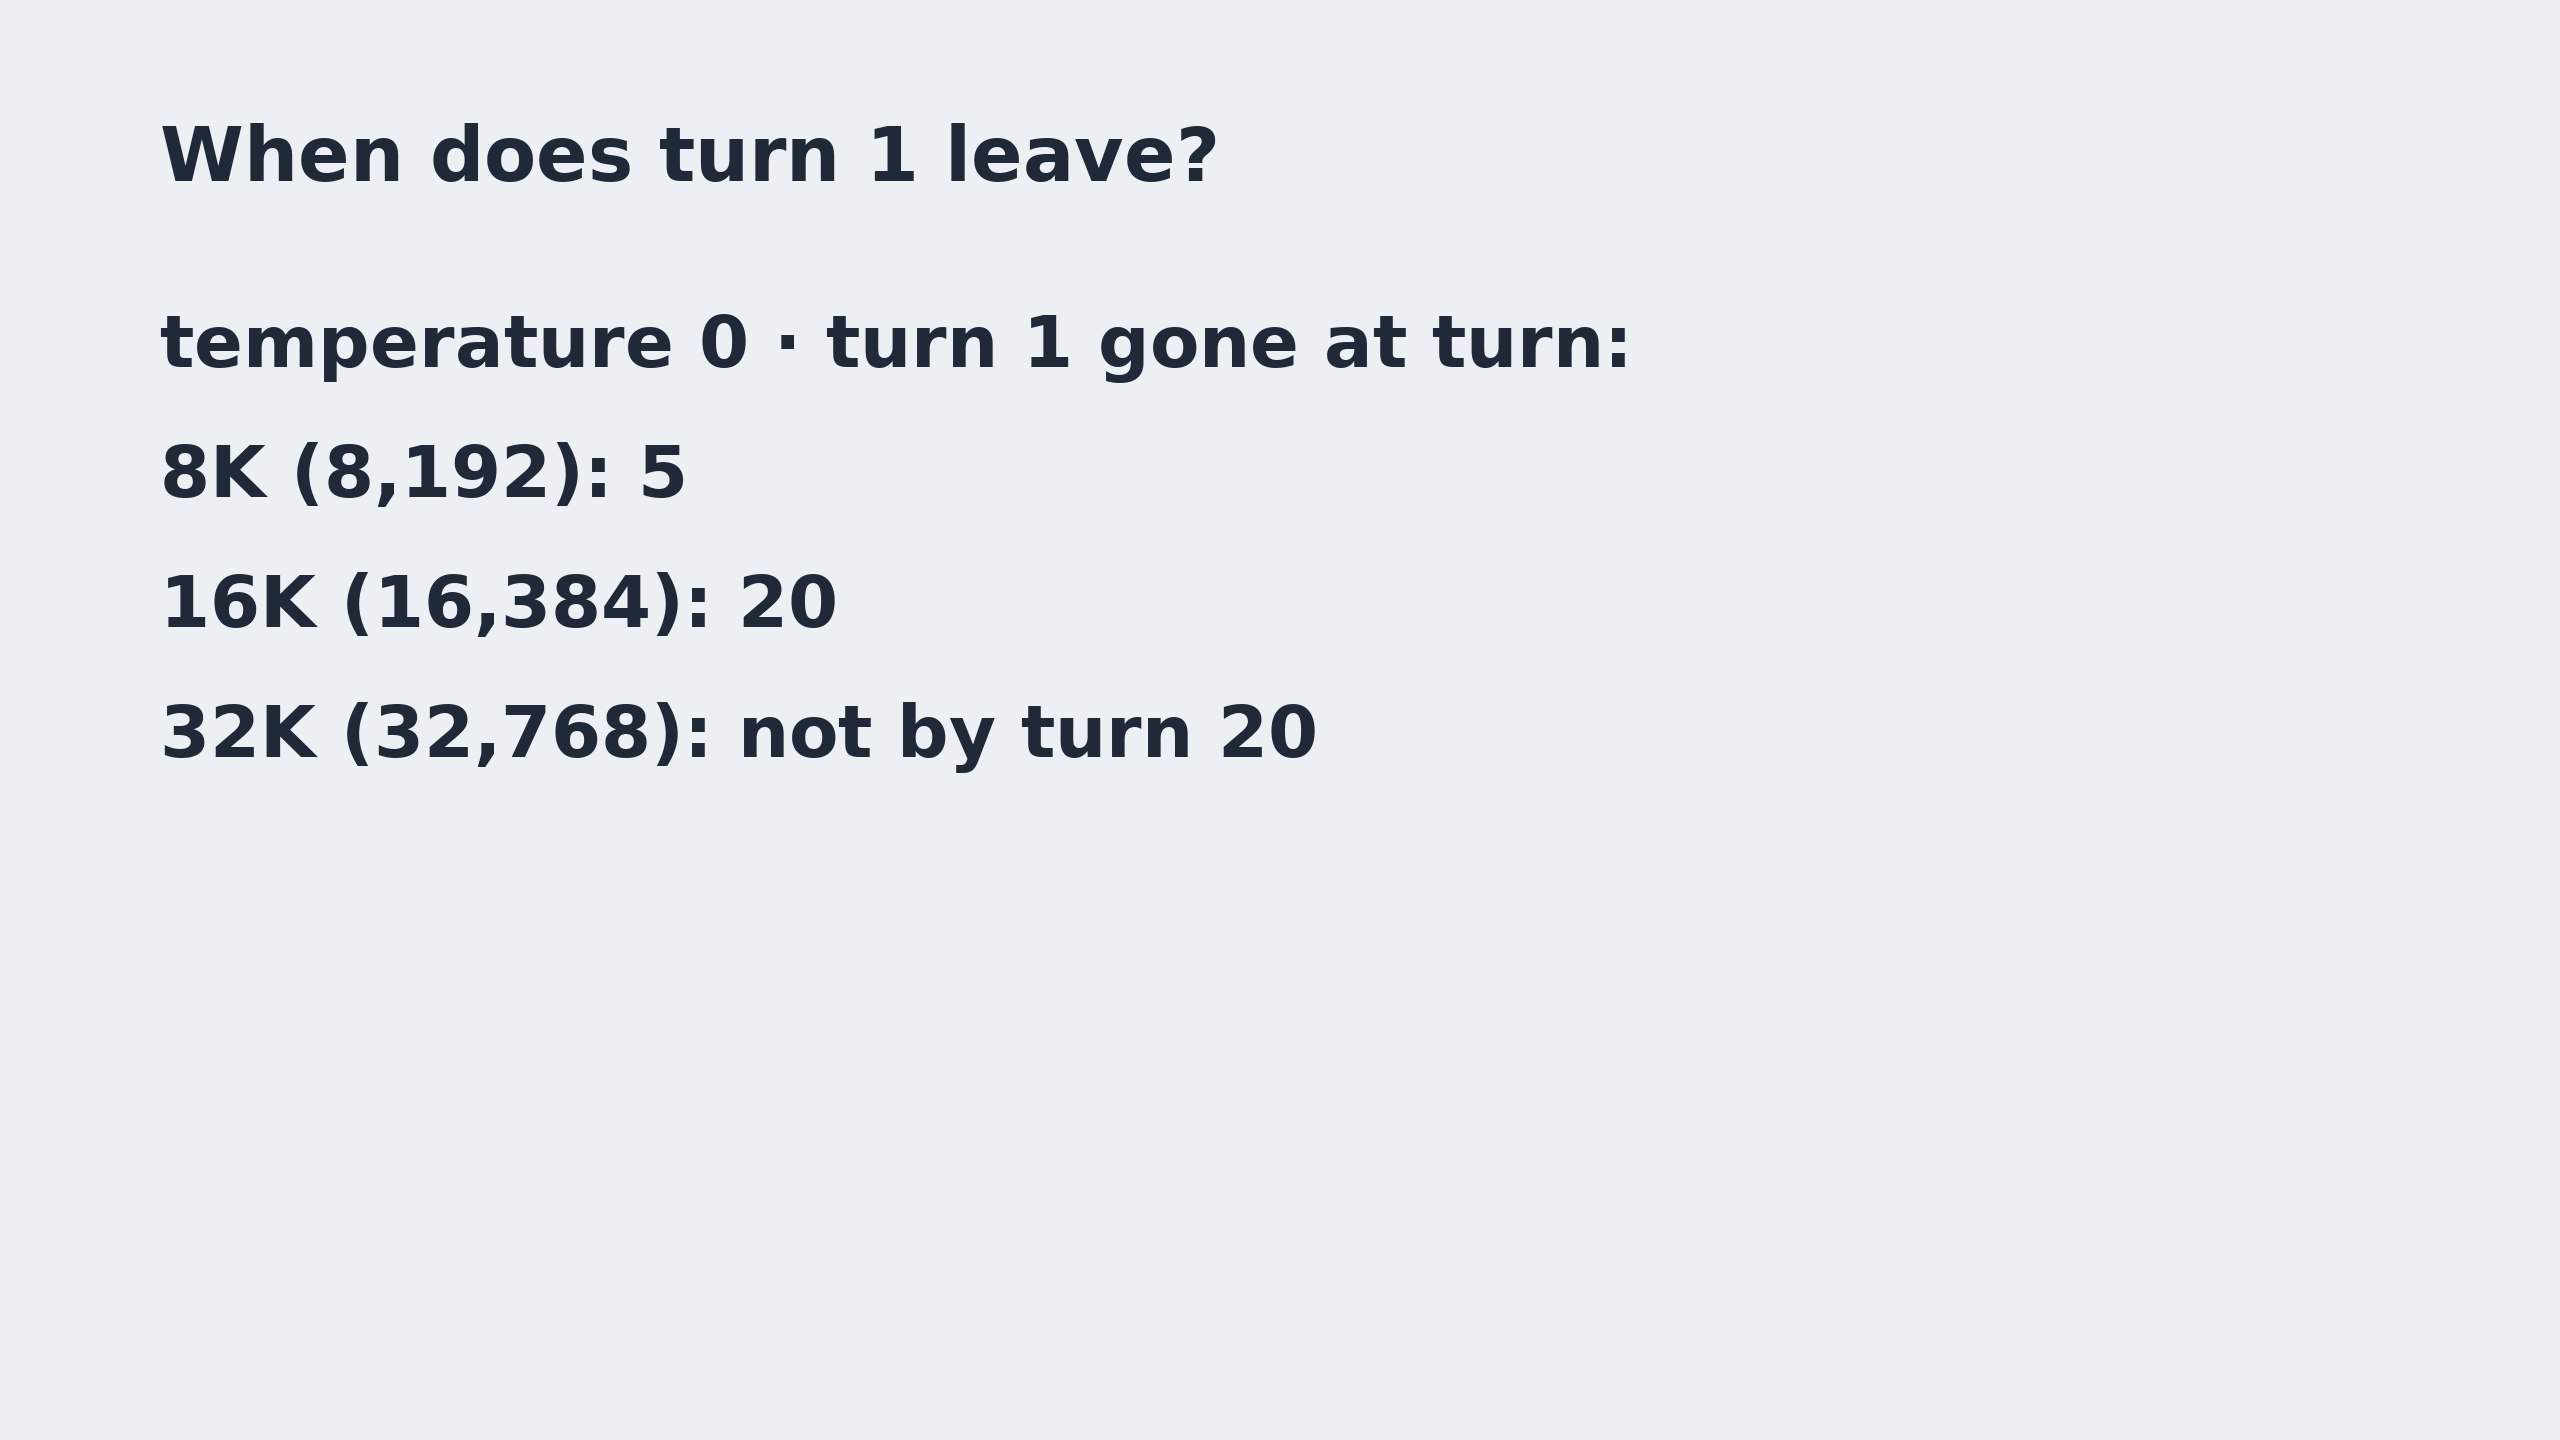 When does turn 1 leave?
temperature 0 · turn 1 gone at turn:
8K (8,192): 5
16K (16,384): 20
32K (32,768): not by turn 20